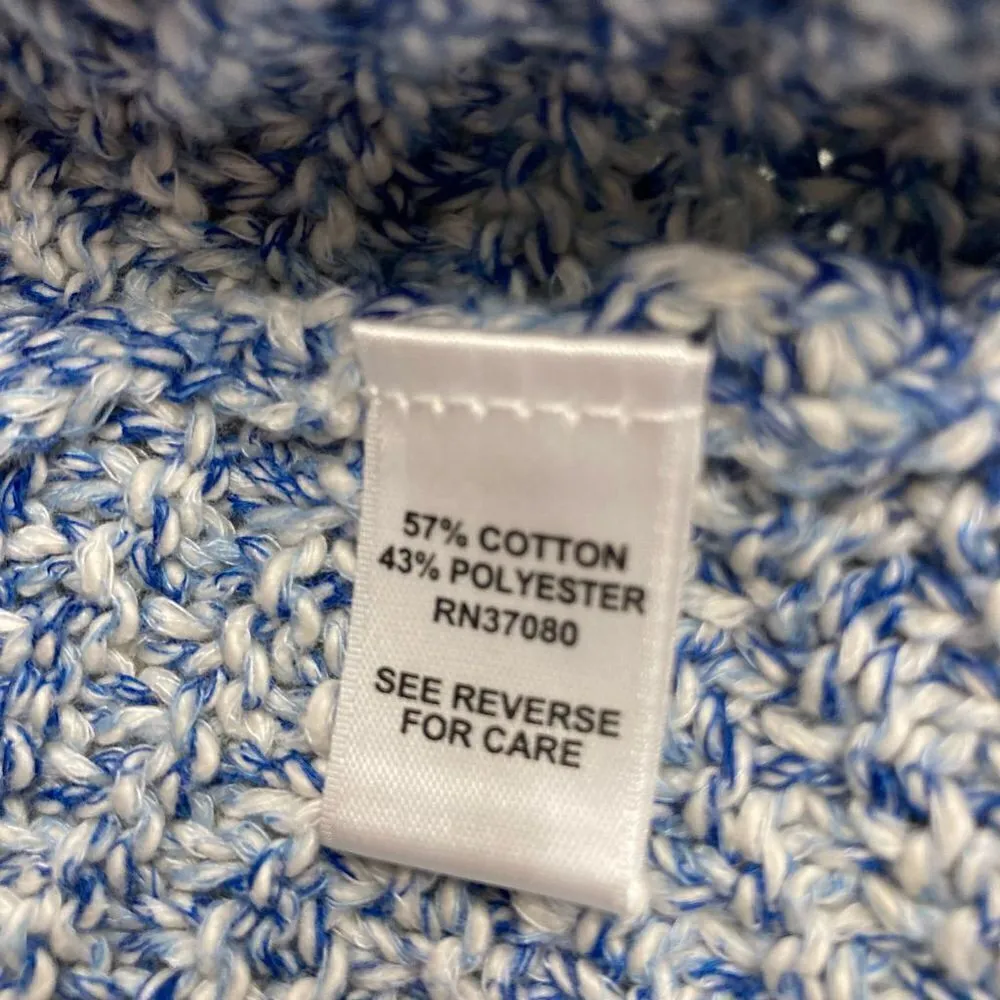 57% COTTON
43% POLYESTER
RN37080
SEE REVERSE
FOR CARE